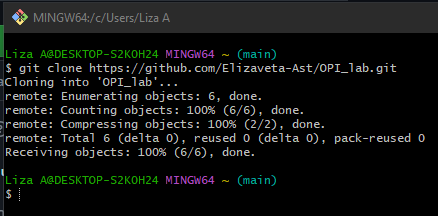 MINGW64:/c/Users/Liza A
Liza A@DESKTOP-S2KOH24 MINGW64 ~ (main)
$ git clone https://github.com/Elizaveta-Ast/OPI_lab.git
Cloning into 'OPI_lab'...
remote: Enumerating objects: 6, done.
remote: Counting objects: 100% (6/6), done.
remote: Compressing objects: 100% (2/2), done.
remote: Total 6 (delta 0), reused 0 (delta 0), pack-reused 0
Receiving objects: 100% (6/6), done.
Liza A@DESKTOP-S2KOH24 MINGW64 ~ (main)
$